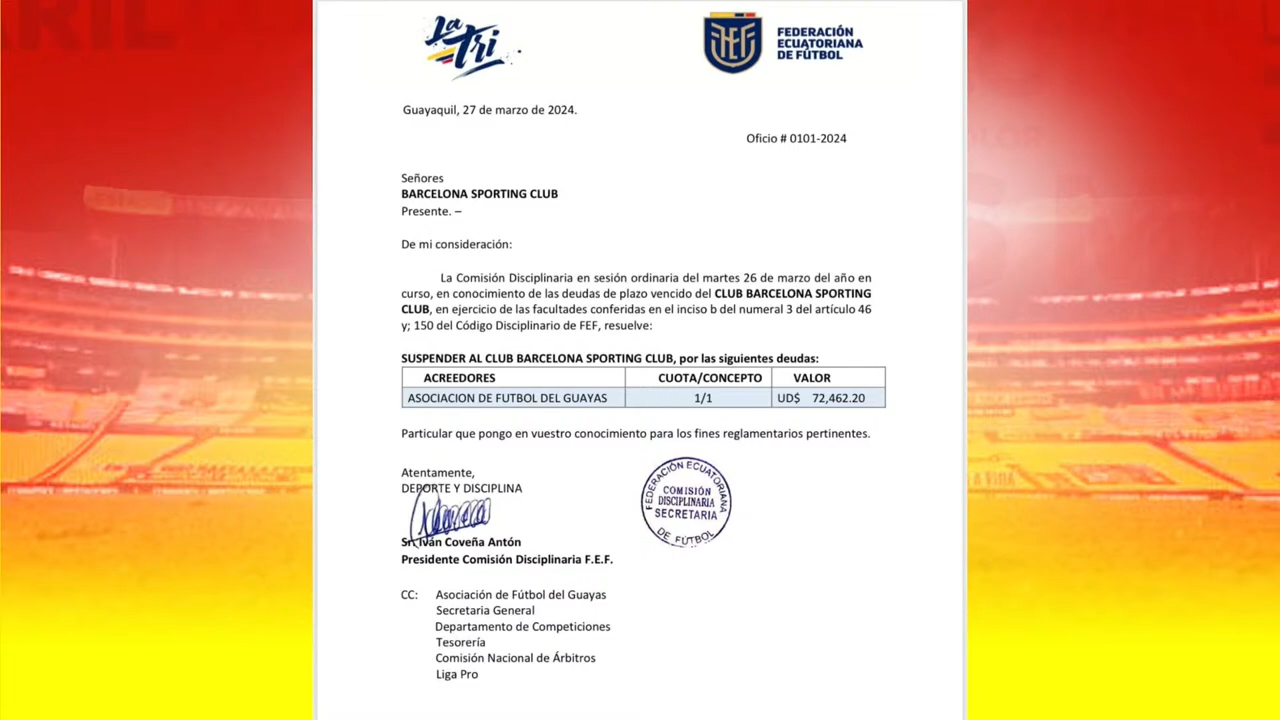 La
Tri
FEDERACIÓN
ECUATORIANA
DE FÚTBOL
Guayaquil, 27 de marzo de 2024.
Oficio # 0101-2024
Señores
BARCELONA SPORTING CLUB
Presente. –
De mi consideración:
La Comisión Disciplinaria en sesión ordinaria del martes 26 de marzo del año en
curso, en conocimiento de las deudas de plazo vencido del CLUB BARCELONA SPORTING
CLUB, en ejercicio de las facultades conferidas en el inciso b del numeral 3 del artículo 46
y; 150 del Código Disciplinario de FEF, resuelve:
SUSPENDER AL CLUB BARCELONA SPORTING CLUB, por las siguientes deudas:
ACREEDORES CUOTA/CONCEPTO VALOR
ASOCIACION DE FUTBOL DEL GUAYAS 1/1 UD$ 72,462.20
Particular que pongo en vuestro conocimiento para los fines reglamentarios pertinentes.
Atentamente,
DEPORTE Y DISCIPLINA
Sr. Iván Coveña Antón
Presidente Comisión Disciplinaria F.E.F.
FEDERACIÓN ECUATORIANA
COMISIÓN
DISCIPLINARIA
SECRETARIA
DE FÚTBOL
CC: Asociación de Fútbol del Guayas
Secretaria General
Departamento de Competiciones
Tesorería
Comisión Nacional de Árbitros
Liga Pro